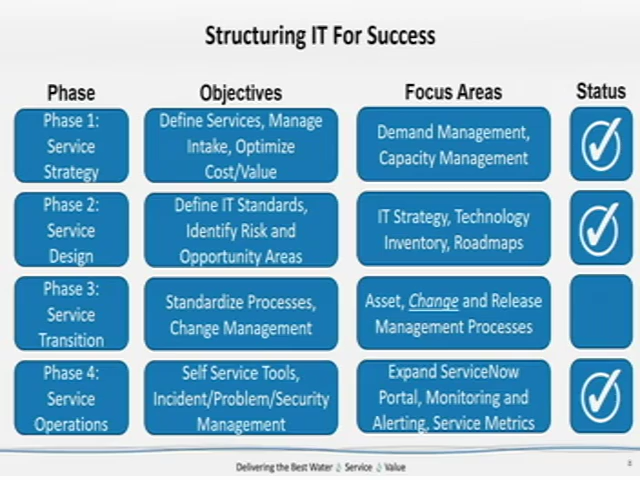 Structuring IT For Success
Phase
Objectives
Focus Areas
Status
Phase 1:
Service
Strategy
Define Services, Manage
Intake, Optimize
Cost/Value
Demand Management,
Capacity Management
Phase 2:
Service
Design
Define IT Standards,
Identify Risk and
Opportunity Areas
IT Strategy, Technology
Inventory, Roadmaps
Phase 3:
Service
Transition
Standardize Processes,
Change Management
Asset, Change and Release
Management Processes
Phase 4:
Service
Operations
Self Service Tools,
Incident/Problem/Security
Management
Expand ServiceNow
Portal, Monitoring and
Alerting, Service Metrics
Delivering the Best Water Service Value